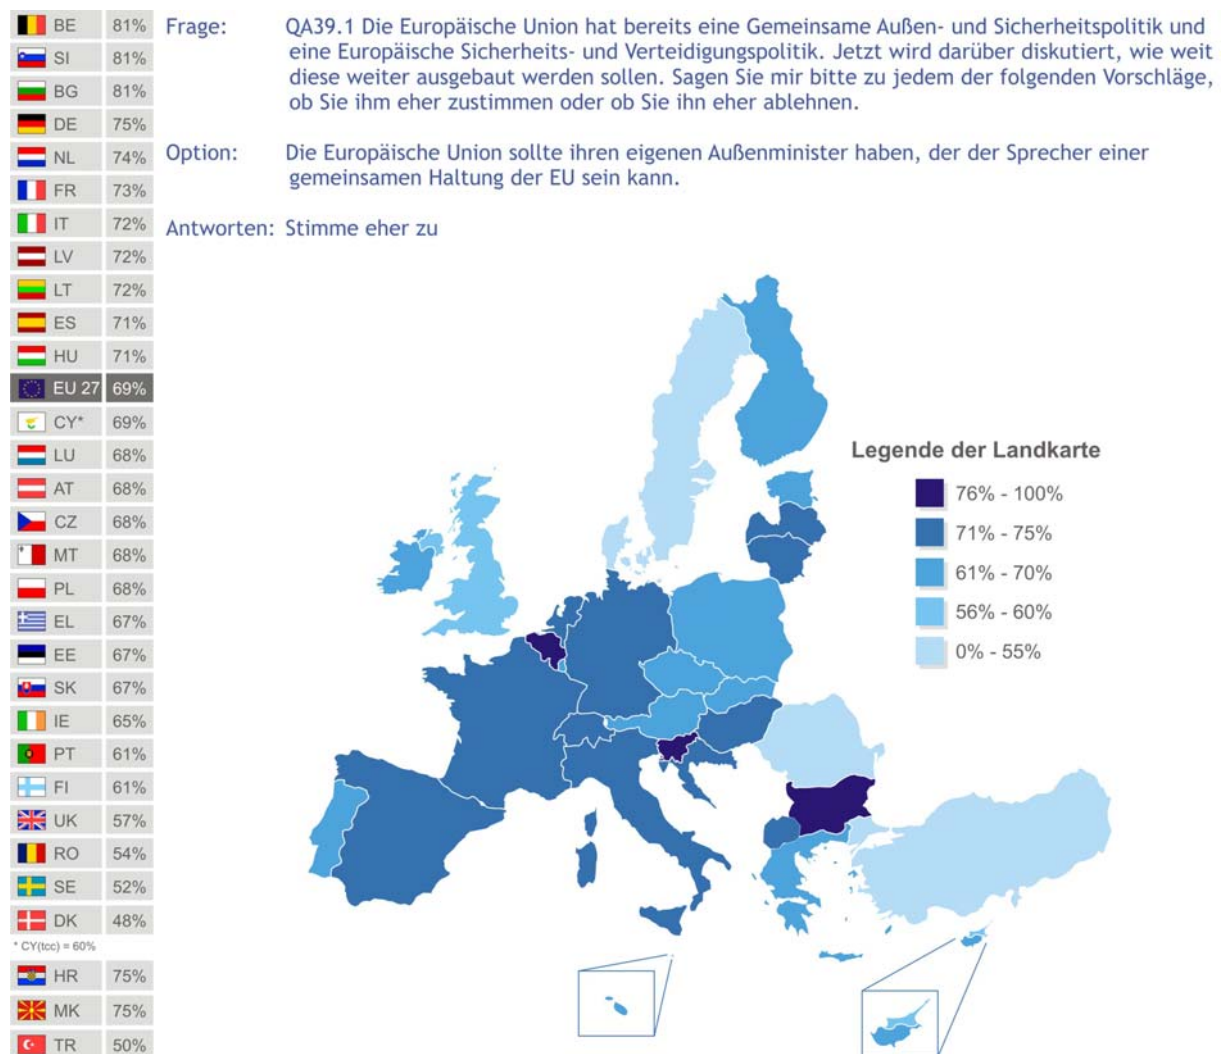 BE 81%
SI 81%
BG 81%
DE 75%
NL 74%
FR 73%
IT 72%
LV 72%
LT 72%
ES 71%
HU 71%
EU 27 69%
CY* 69%
LU 68%
AT 68%
CZ 68%
MT 68%
PL 68%
EL 67%
EE 67%
SK 67%
IE 65%
PT 61%
FI 61%
UK 57%
RO 54%
SE 52%
DK 48%
* CY(tcc) = 60%
HR 75%
MK 75%
TR 50%
Frage: QA39.1 Die Europäische Union hat bereits eine Gemeinsame Außen- und Sicherheitspolitik und
eine Europäische Sicherheits- und Verteidigungspolitik. Jetzt wird darüber diskutiert, wie weit
diese weiter ausgebaut werden sollen. Sagen Sie mir bitte zu jedem der folgenden Vorschläge,
ob Sie ihm eher zustimmen oder ob Sie ihn eher ablehnen.
Option: Die Europäische Union sollte ihren eigenen Außenminister haben, der der Sprecher einer
gemeinsamen Haltung der EU sein kann.
Antworten: Stimme eher zu
Legende der Landkarte
76% - 100%
71% - 75%
61% - 70%
56% - 60%
0% - 55%